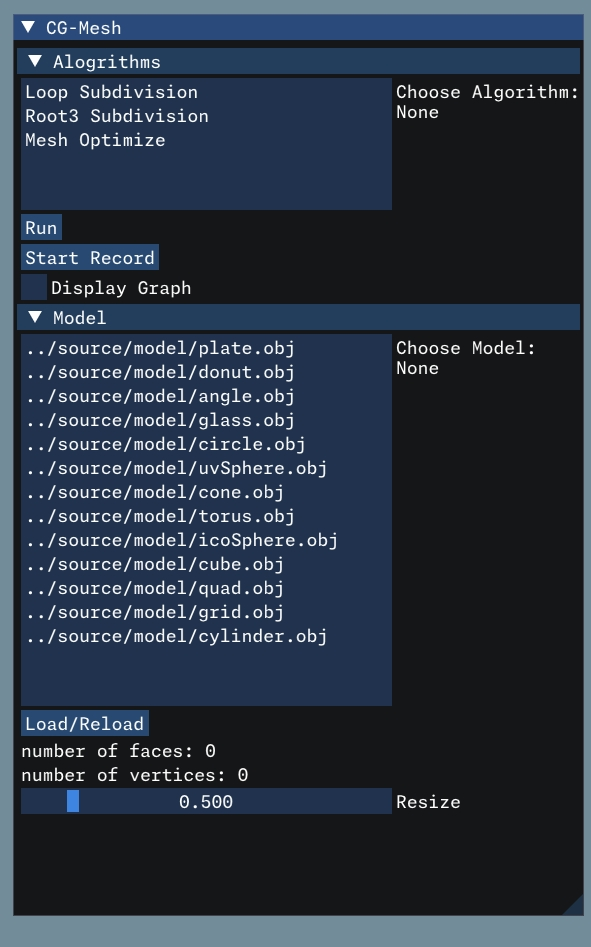 CG-Mesh
Alogrithms
Loop Subdivision
Root3 Subdivision
Mesh Optimize
Choose Algorithm:
None
Run
Start Record
Display Graph
Model
../source/model/plate.obj
../source/model/donut.obj
../source/model/angle.obj
../source/model/glass.obj
../source/model/circle.obj
../source/model/uvSphere.obj
../source/model/cone.obj
../source/model/torus.obj
../source/model/icoSphere.obj
../source/model/cube.obj
../source/model/quad.obj
../source/model/grid.obj
../source/model/cylinder.obj
Choose Model:
None
Load/Reload
number of faces: 0
number of vertices: 0
0.500 Resize